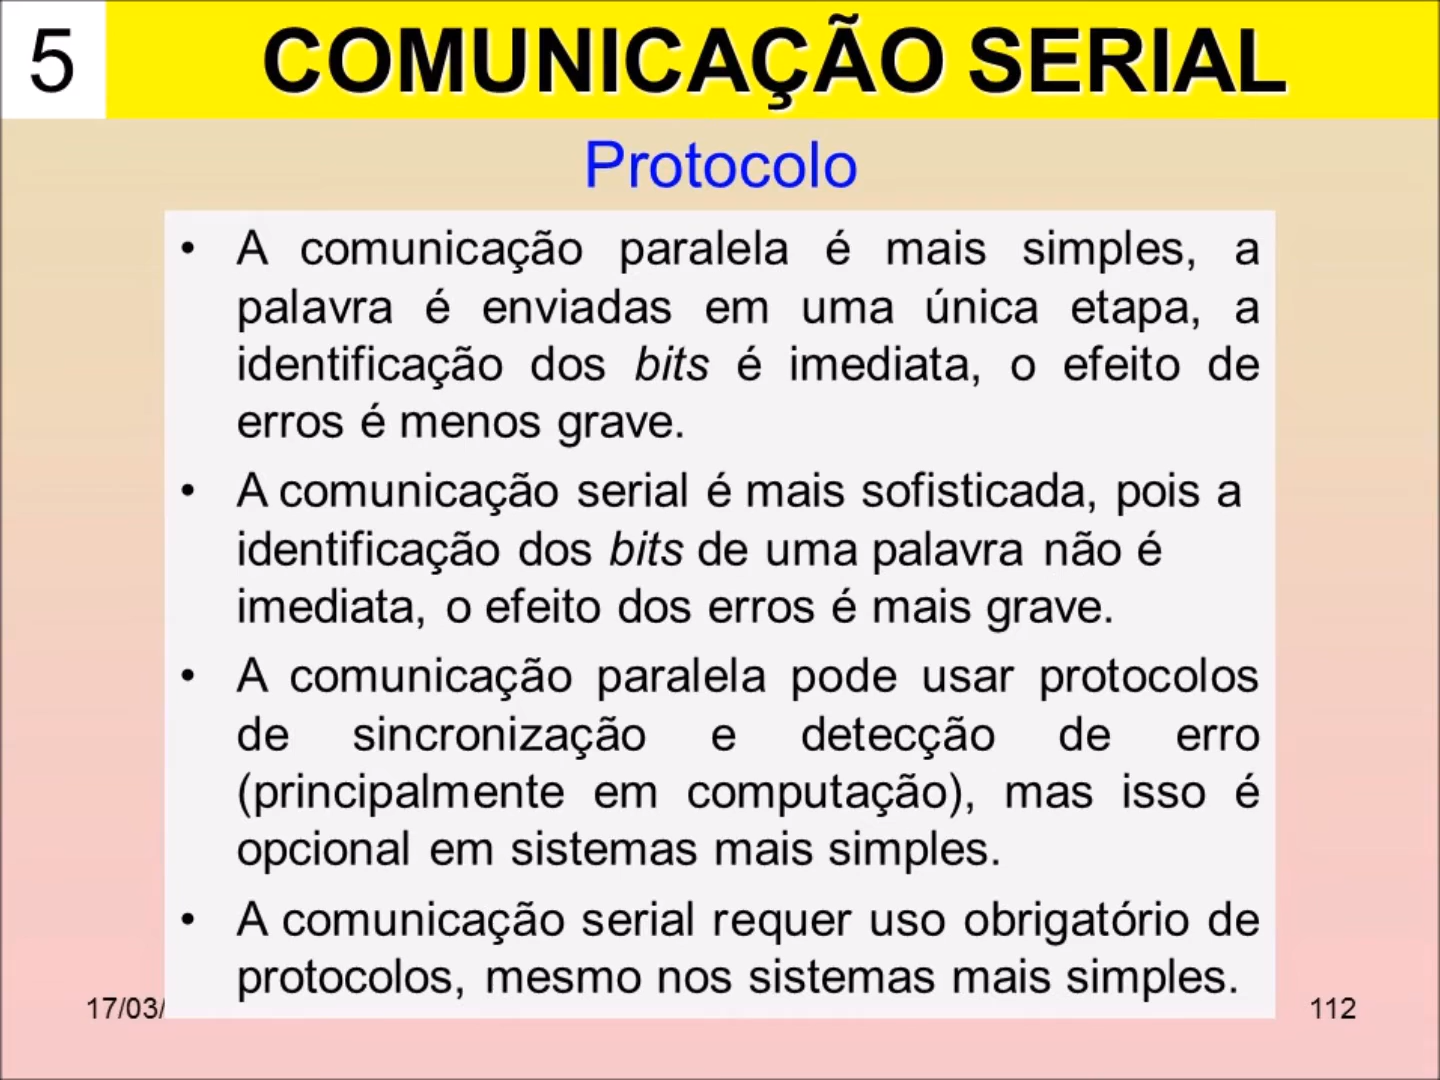 5
COMUNICAÇÃO SERIAL
Protocolo
• A comunicação paralela é mais simples, a
palavra é enviadas em uma única etapa, a
identificação dos bits é imediata, o efeito de
erros é menos grave.
• A comunicação serial é mais sofisticada, pois a
identificação dos bits de uma palavra não é
imediata, o efeito dos erros é mais grave.
• A comunicação paralela pode usar protocolos
de sincronização e detecção de erro
(principalmente em computação), mas isso é
opcional em sistemas mais simples.
• A comunicação serial requer uso obrigatório de
protocolos, mesmo nos sistemas mais simples.
17/03/
112